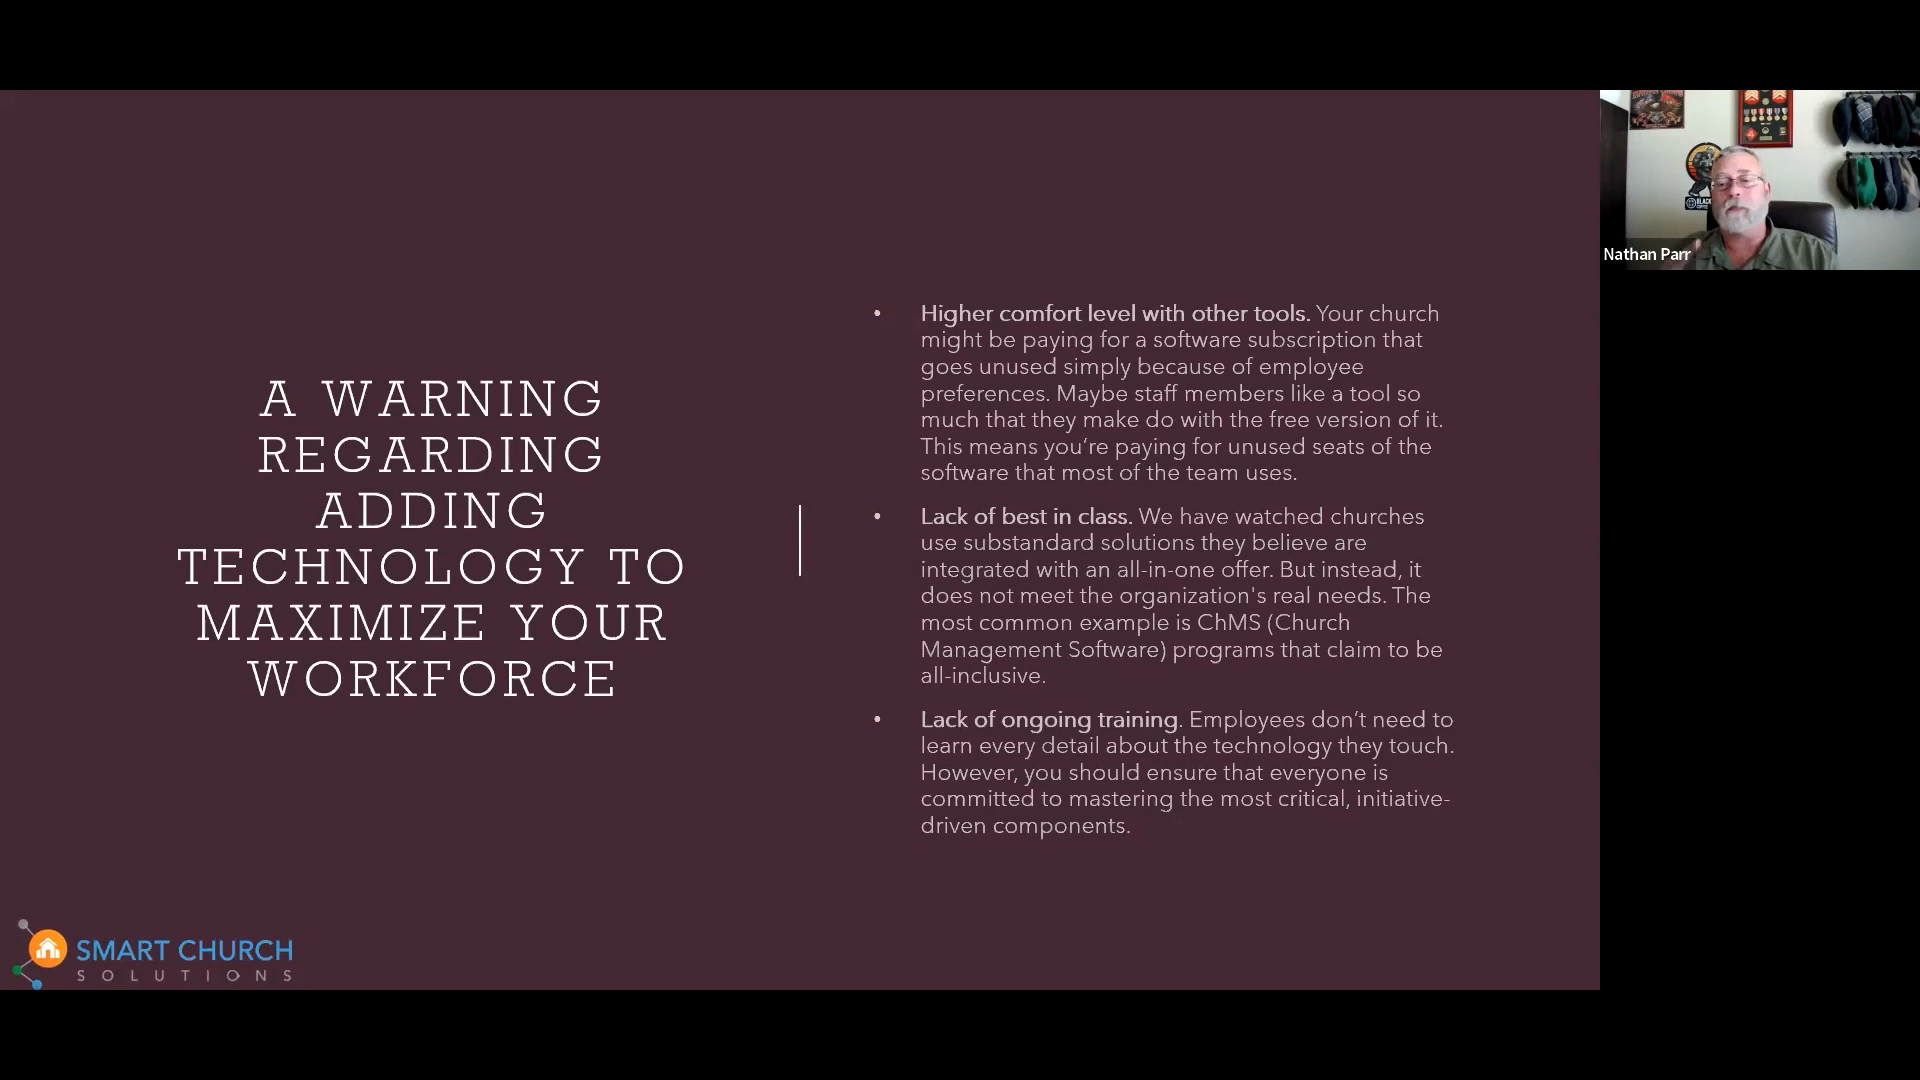 A WARNING
REGARDING
ADDING
TECHNOLOGY TO
MAXIMIZE YOUR
WORKFORCE
• Higher comfort level with other tools. Your church
might be paying for a software subscription that
goes unused simply because of employee
preferences. Maybe staff members like a tool so
much that they make do with the free version of it.
This means you’re paying for unused seats of the
software that most of the team uses.
• Lack of best in class. We have watched churches
use substandard solutions they believe are
integrated with an all-in-one offer. But instead, it
does not meet the organization's real needs. The
most common example is ChMS (Church
Management Software) programs that claim to be
all-inclusive.
• Lack of ongoing training. Employees don’t need to
learn every detail about the technology they touch.
However, you should ensure that everyone is
committed to mastering the most critical, initiative-
driven components.
SMART CHURCH
SOLUTIONS
Nathan Parr